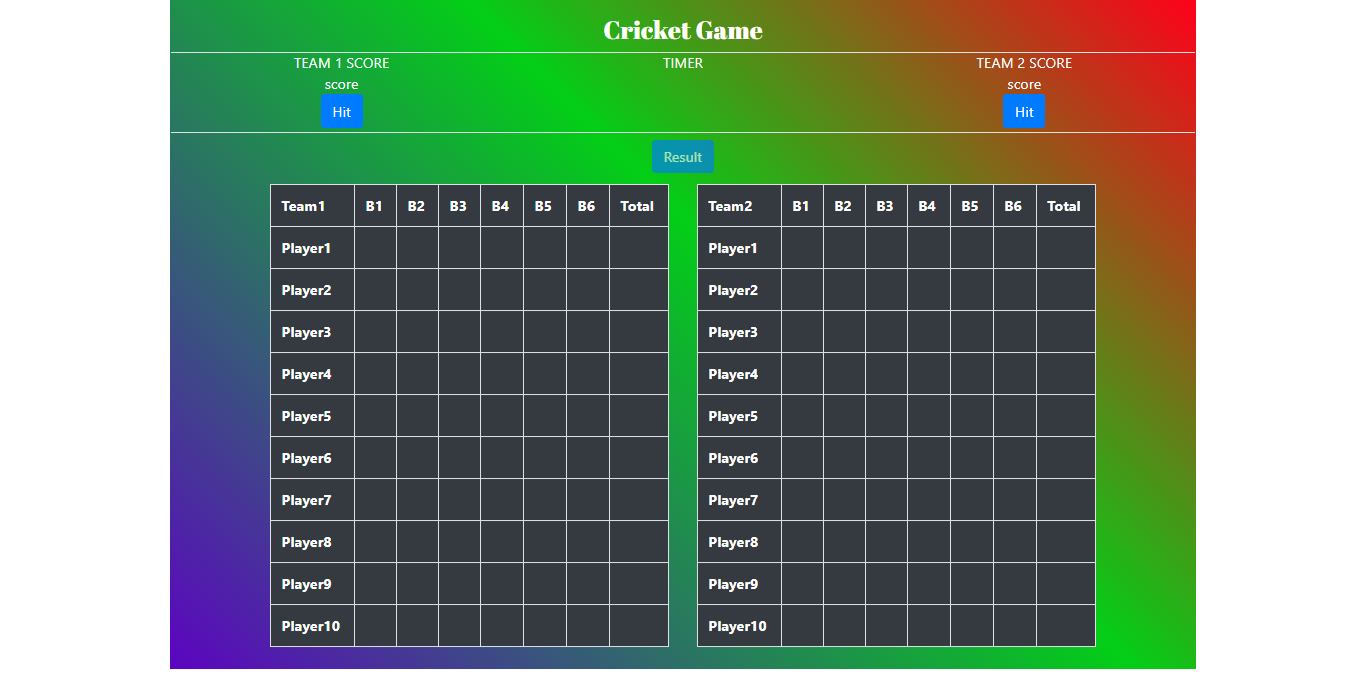 Cricket Game
TEAM 1 SCORE TIMER TEAM 2 SCORE
score score
Hit Hit
Result
Team1 B1 B2 B3 B4 B5 B6 Total Team2 B1 B2 B3 B4 B5 B6 Total
Player1 Player1
Player2 Player2
Player3 Player3
Player4 Player4
Player5 Player5
Player6 Player6
Player7 Player7
Player8 Player8
Player9 Player9
Player10 Player10